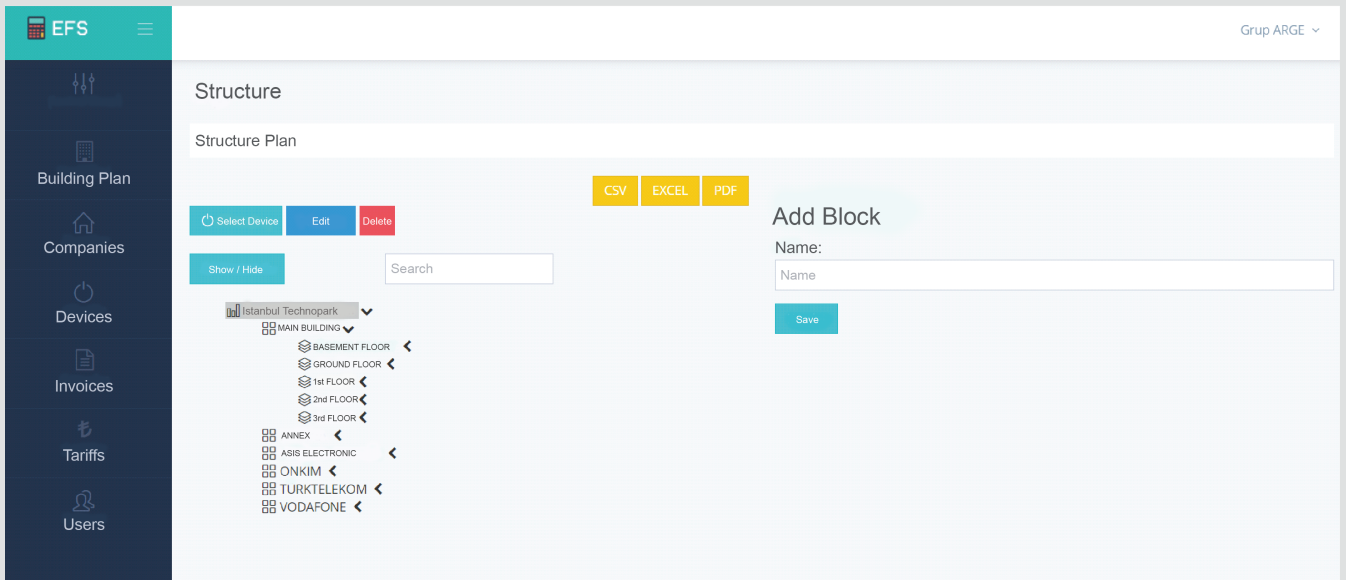 EFS
Grup ARGE
Structure
Structure Plan
CSV EXCEL PDF
Select Device Edit Delete
Show / Hide
Search
Istanbul Technopark
MAIN BUILDING
BASEMENT FLOOR
GROUND FLOOR
1st FLOOR
2nd FLOOR
3rd FLOOR
ANNEX
ASIS ELECTRONIC
ONKIM
TURKTELEKOM
VODAFONE
Add Block
Name:
Name
Save
Building Plan
Companies
Devices
Invoices
Tariffs
Users